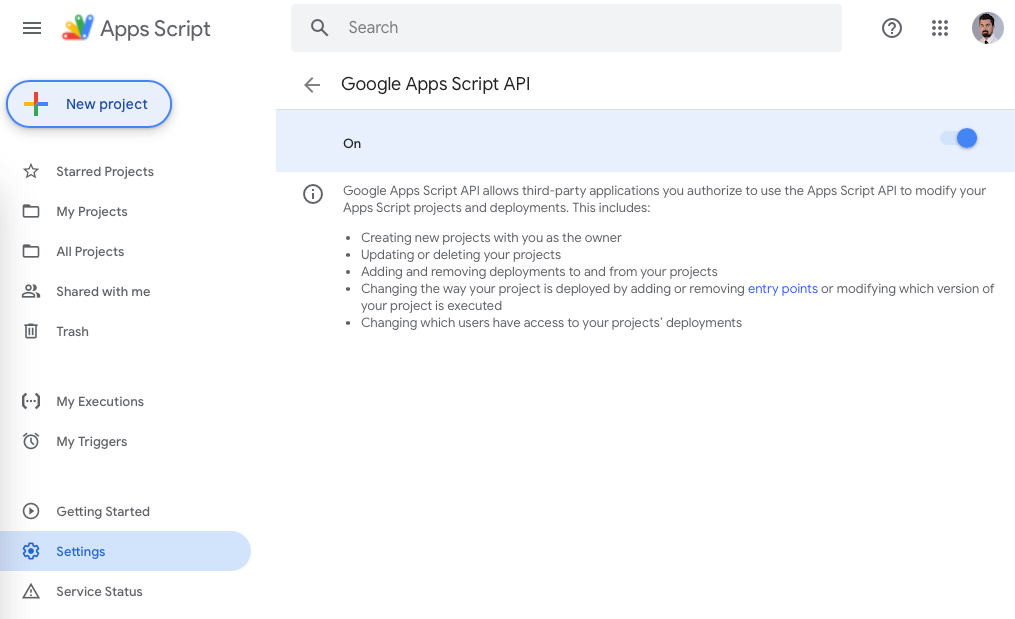 Apps Script
Search
New project
Starred Projects
My Projects
All Projects
Shared with me
Trash
My Executions
My Triggers
Getting Started
Settings
Service Status
Google Apps Script API
On
Google Apps Script API allows third-party applications you authorize to use the Apps Script API to modify your
Apps Script projects and deployments. This includes:
• Creating new projects with you as the owner
• Updating or deleting your projects
• Adding and removing deployments to and from your projects
• Changing the way your project is deployed by adding or removing entry points or modifying which version of
your project is executed
• Changing which users have access to your projects' deployments